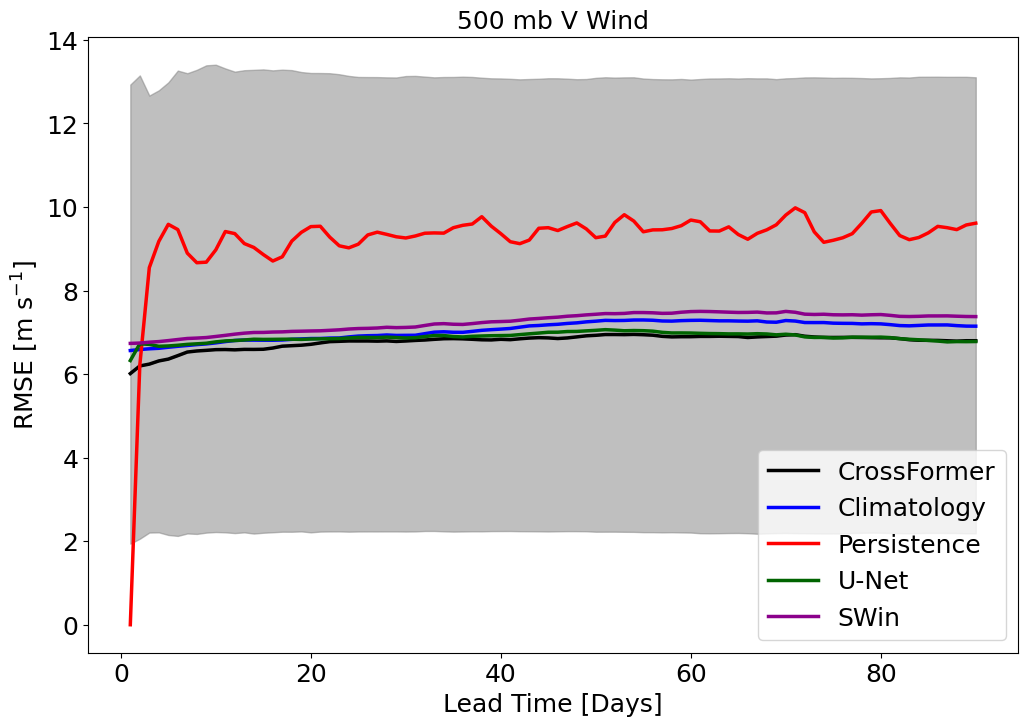 500 mb V Wind
RMSE [m s⁻¹]
14
12
10
8
6
4
2
0
0 20 40 60 80
Lead Time [Days]
CrossFormer
Climatology
Persistence
U-Net
SWin